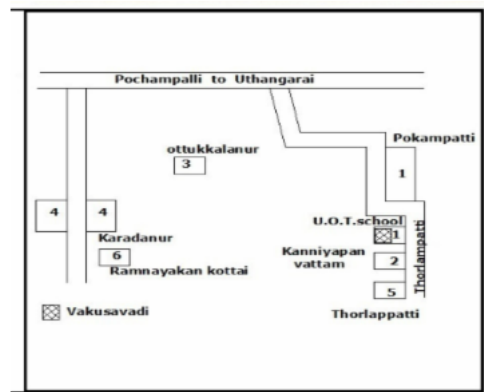 Pochampalli to Uthangarai
Pokampatti
ottukkalanur
3
1
4
4
U.O.T.school
1
Karadanur
Kanniyapan
vattam
2
Thorlampatti
6
Ramnayakan kottai
5
Vakusavadi
Thorlappatti